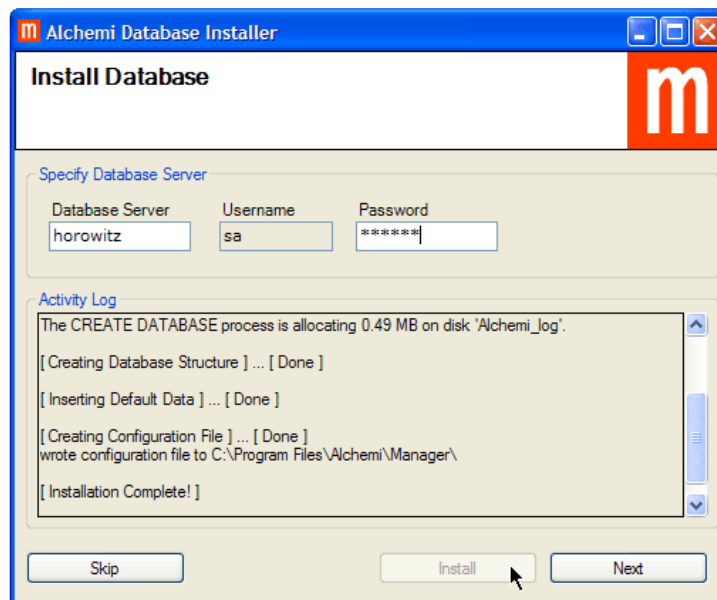 m Alchemi Database Installer
Install Database
m
Specify Database Server
Database Server Username Password
horowitz sa ******
Activity Log
The CREATE DATABASE process is allocating 0.49 MB on disk 'Alchemi_log'.
[ Creating Database Structure ] ... [ Done ]
[ Inserting Default Data ] ... [ Done ]
[ Creating Configuration File ] ... [ Done ]
wrote configuration file to C:\Program Files\Alchemi\Manager\
[ Installation Complete! ]
Skip Install Next